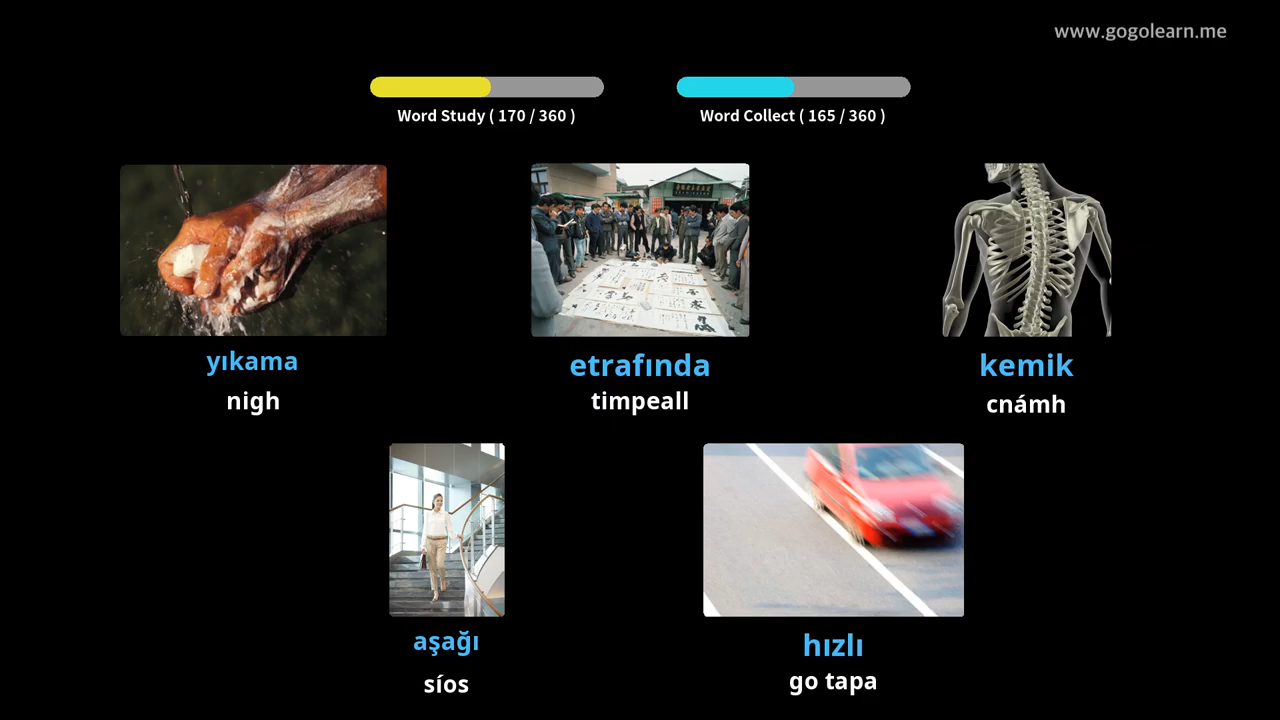 www.gogolearn.me
Word Study ( 170 / 360 )
Word Collect ( 165 / 360 )
yıkama
nigh
etrafında
timpeall
kemik
cnámh
aşağı
síos
hızlı
go tapa